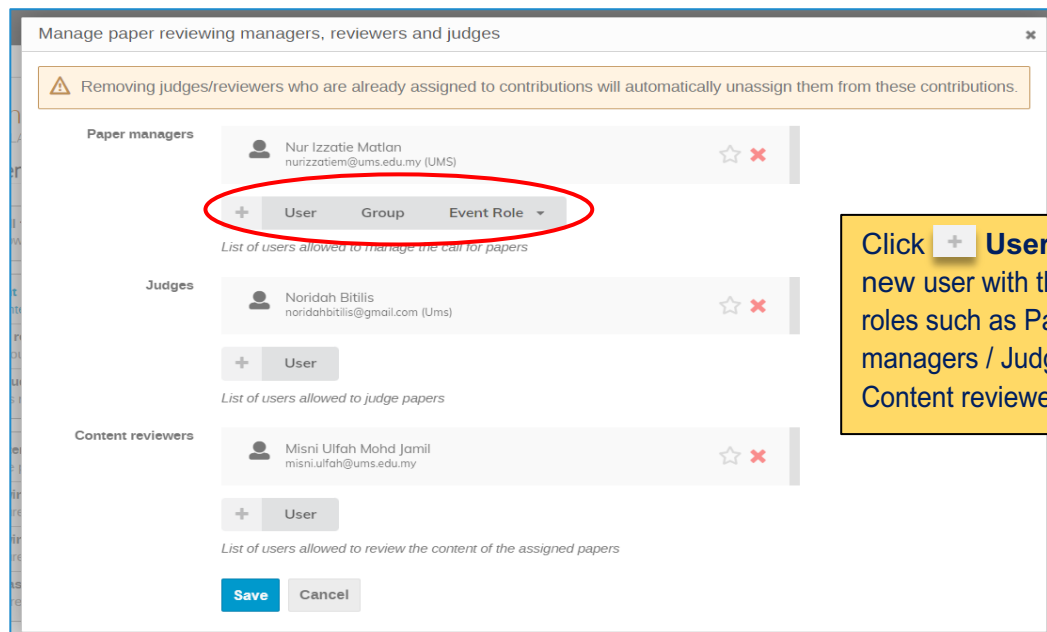 Manage paper reviewing managers, reviewers and judges
Removing judges/reviewers who are already assigned to contributions will automatically unassign them from these contributions.
Paper managers
Nur Izzatie Matlan
nurizzatiem@ums.edu.my (UMS)
+ User Group Event Role
List of users allowed to manage the call for papers
Judges
Noridah Bitilis
noridahbitilis@gmail.com (Ums)
+ User
List of users allowed to judge papers
Content reviewers
Misni Ulfah Mohd Jamil
misni.ulfah@ums.edu.my
+ User
List of users allowed to review the content of the assigned papers
Save Cancel
Click + User
new user with
roles such as
managers /
Content